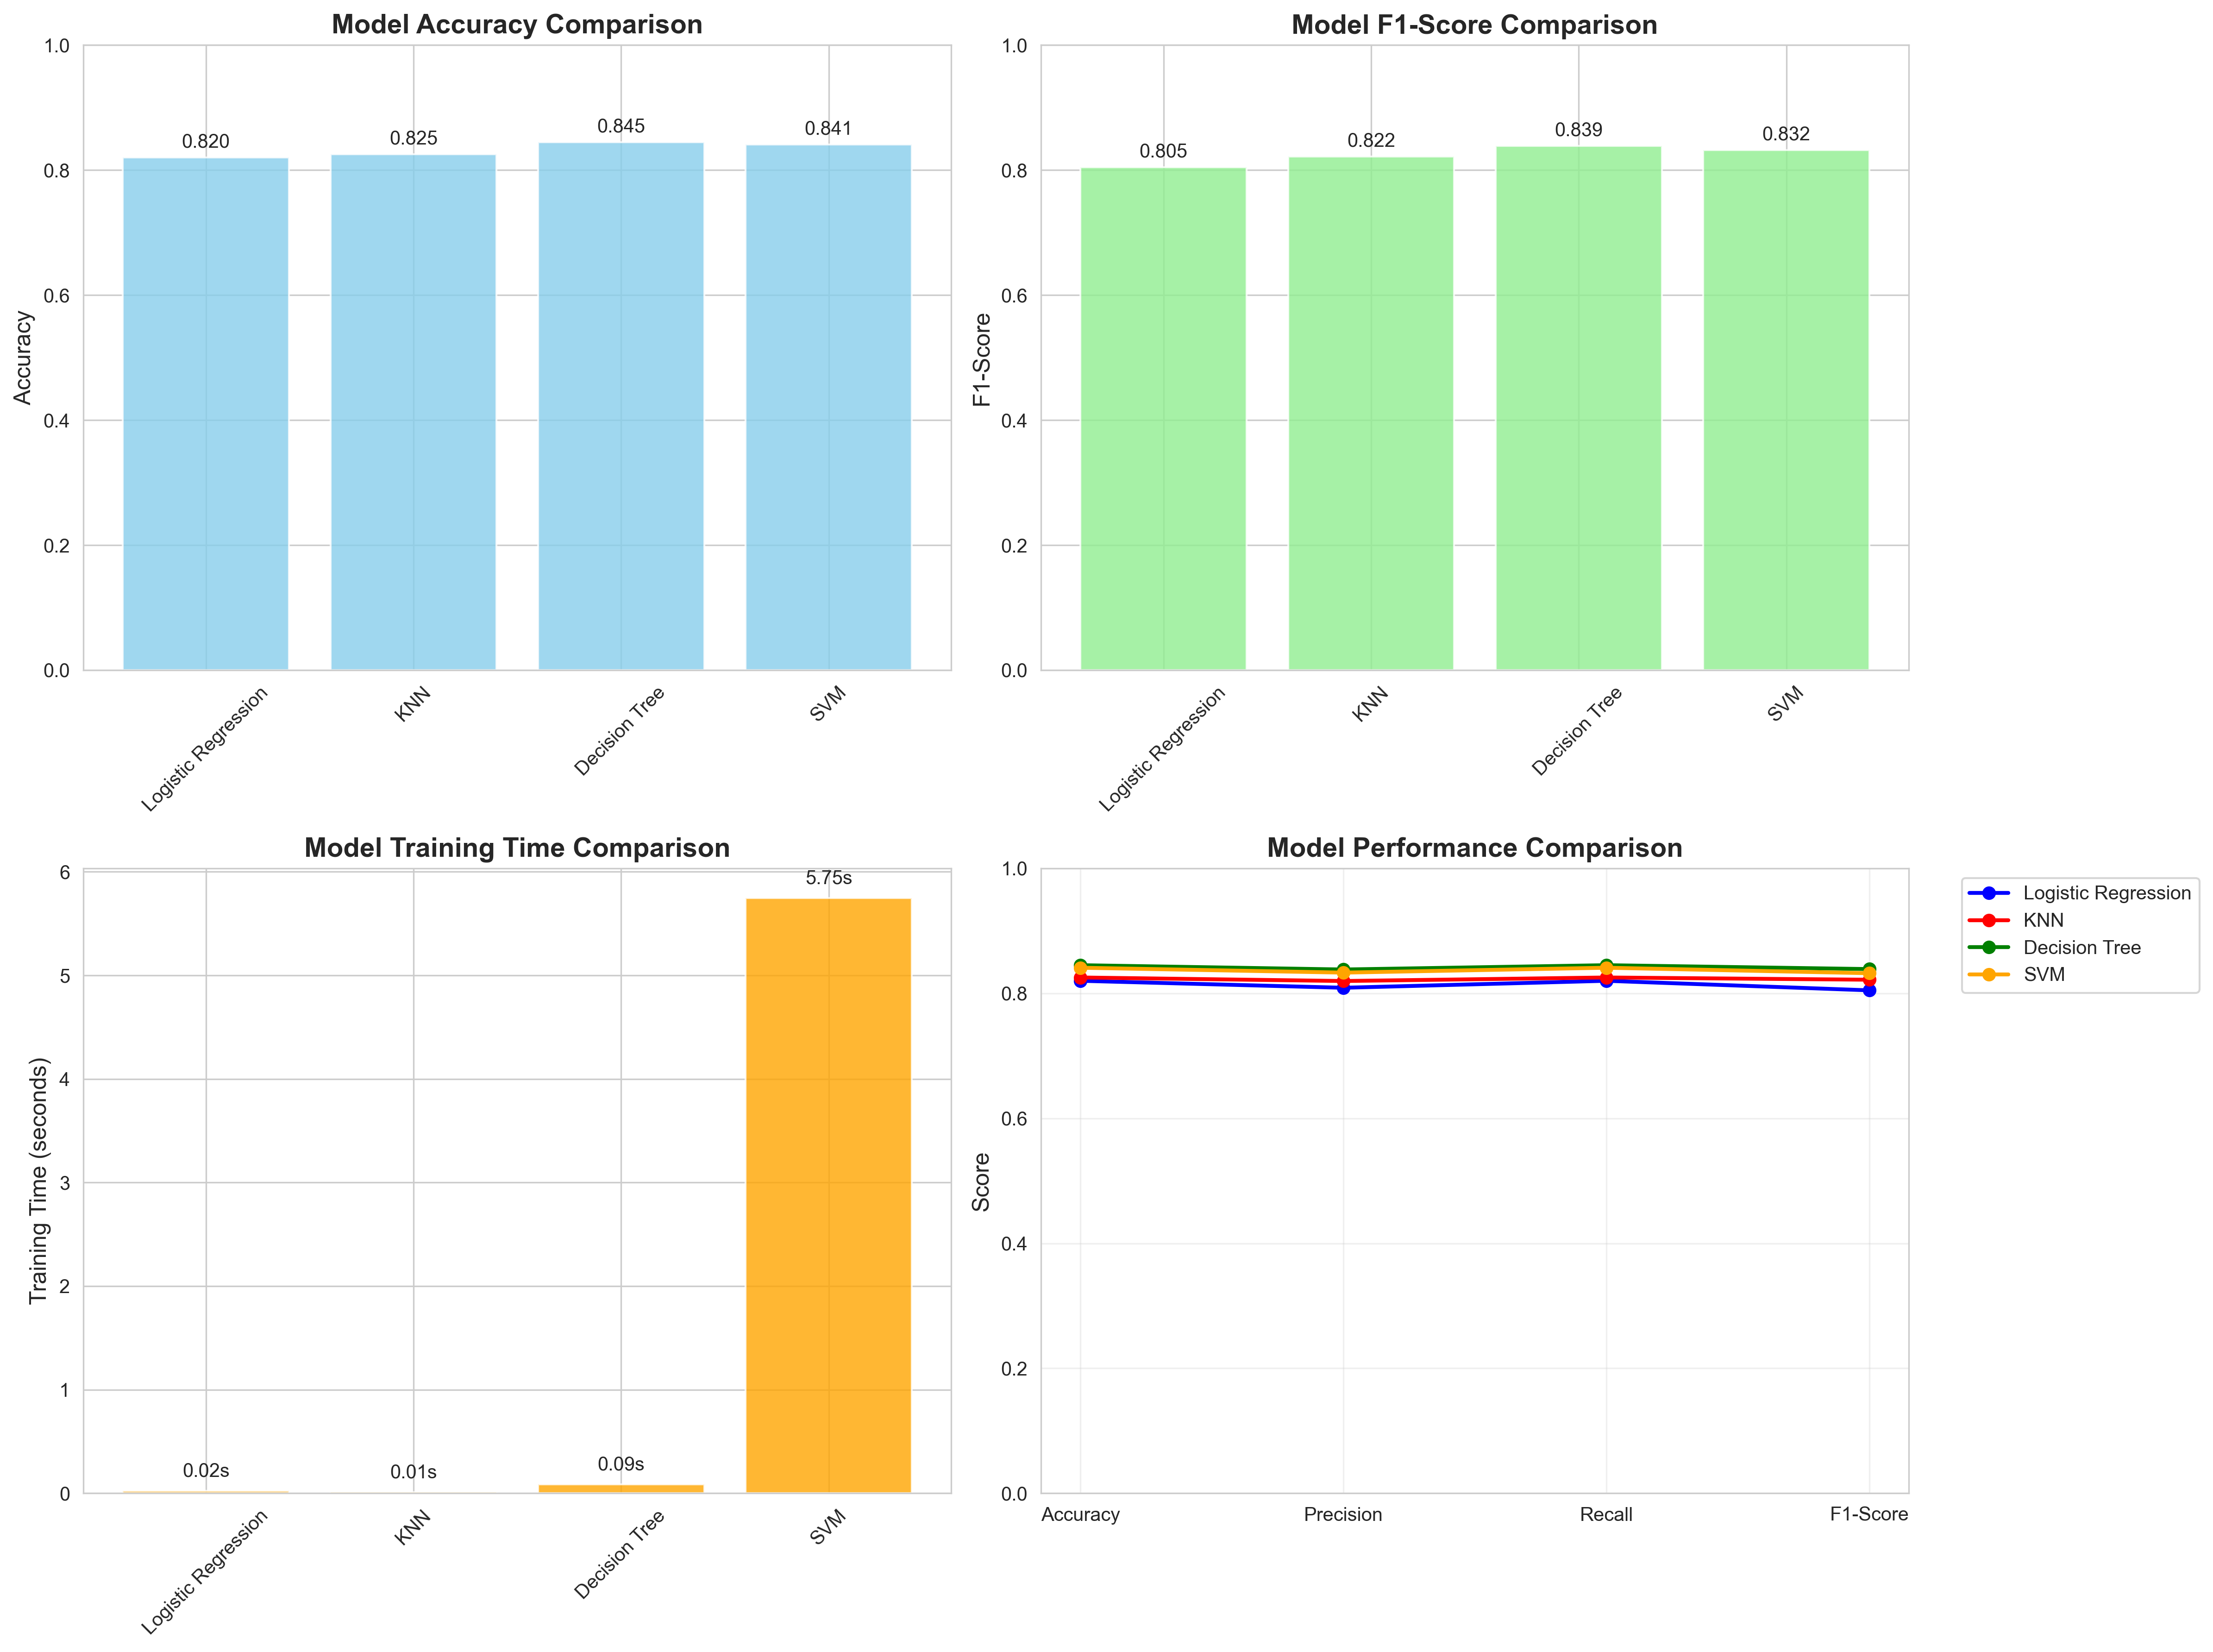 Model Accuracy Comparison
1.0
0.8
0.6
0.4
0.2
0.0
Accuracy
0.820
0.825
0.845
0.841
Logistic Regression
KNN
Decision Tree
SVM
Model F1-Score Comparison
1.0
0.8
0.6
0.4
0.2
0.0
F1-Score
0.805
0.822
0.839
0.832
Logistic Regression
KNN
Decision Tree
SVM
Model Training Time Comparison
6
5
4
3
2
1
0
Training Time (seconds)
0.02s
0.01s
0.09s
5.75s
Logistic Regression
KNN
Decision Tree
SVM
Model Performance Comparison
1.0
0.8
0.6
0.4
0.2
0.0
Score
Accuracy
Precision
Recall
F1-Score
Logistic Regression
KNN
Decision Tree
SVM